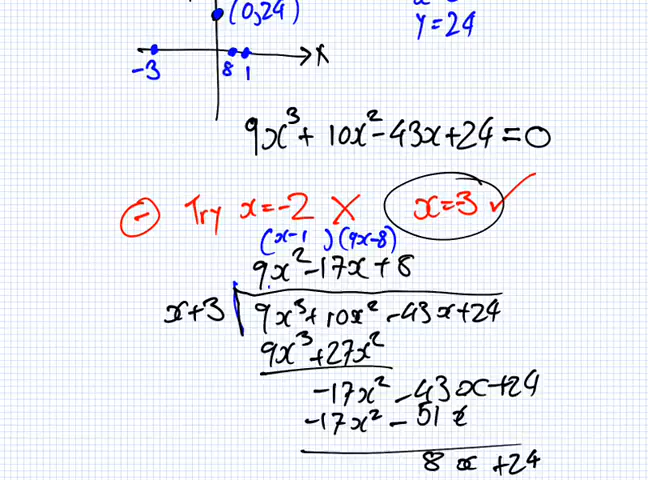 (0,24)
y=24
x
-3 8 1
9x³+10x²-43x+24=0
⊖ Try x=-2 X x=-3 ✓
(x-1)(9x-8)
9x²-17x+8
x+3 9x³+10x²-43x+24
9x³+27x²
-17x²-43x+24
-17x²-51x
8x+24